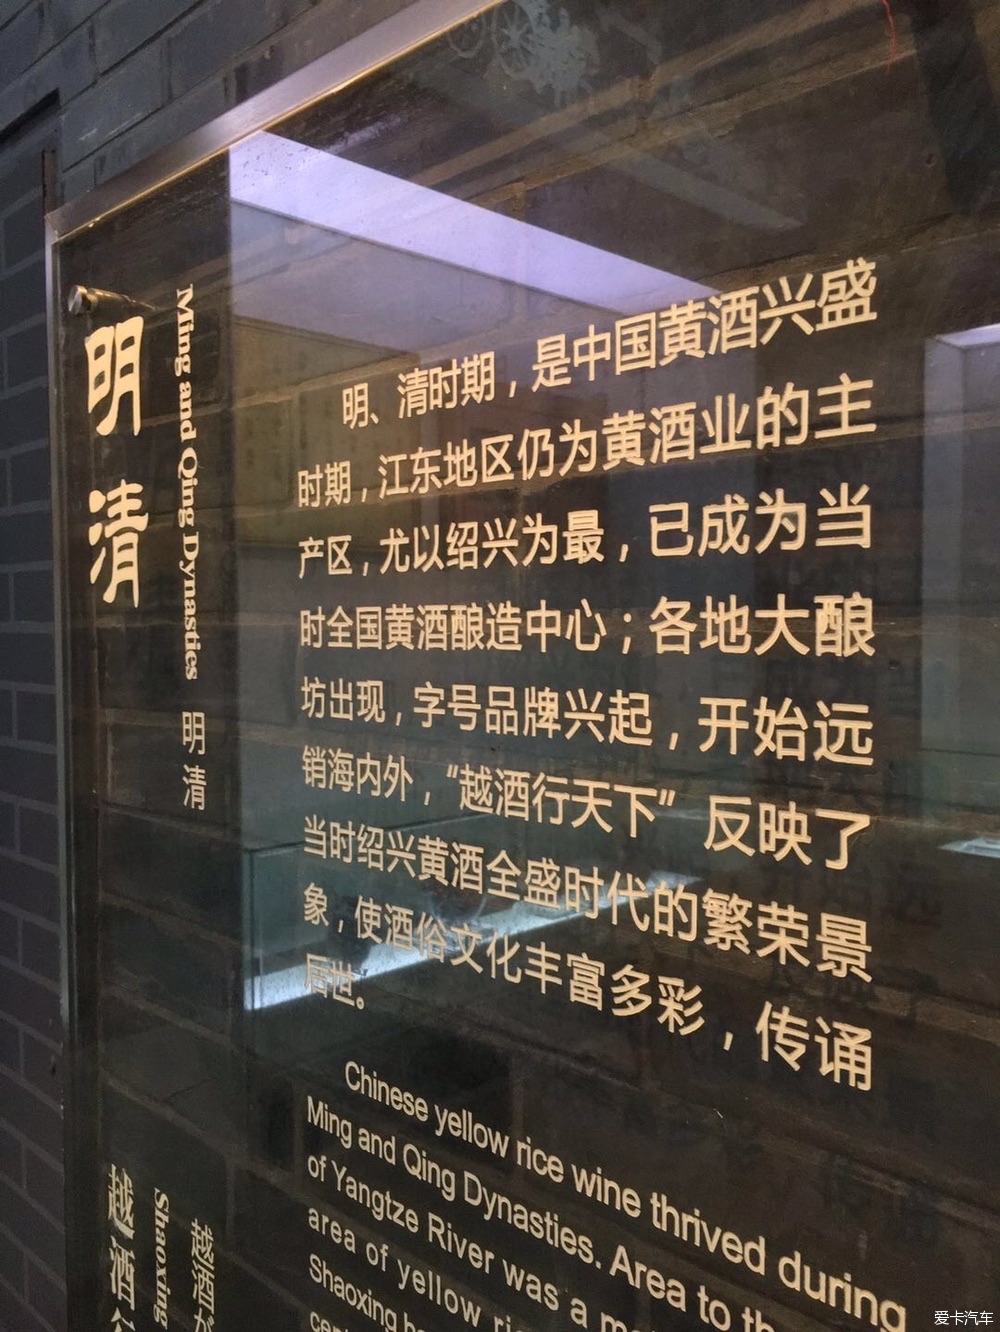 明清
Ming and Qing Dynasties 明清
明、清时期，是中国黄酒兴盛
时期，江东地区仍为黄酒业的主
产区，尤以绍兴为最，已成为当
时全国黄酒酿造中心；各地大酿
坊出现，字号品牌兴起，开始远
销海内外，“越酒行天下”反映了
当时绍兴黄酒全盛时代的繁荣景
象，使酒俗文化丰富多彩，传诵
后世。
Chinese yellow rice wine thrived during
Ming and Qing Dynasties. Area to th
of Yangtze River was a m
area of yellow ri
Shaoxing
越酒
Shaoxing
越酒が
爱卡汽车